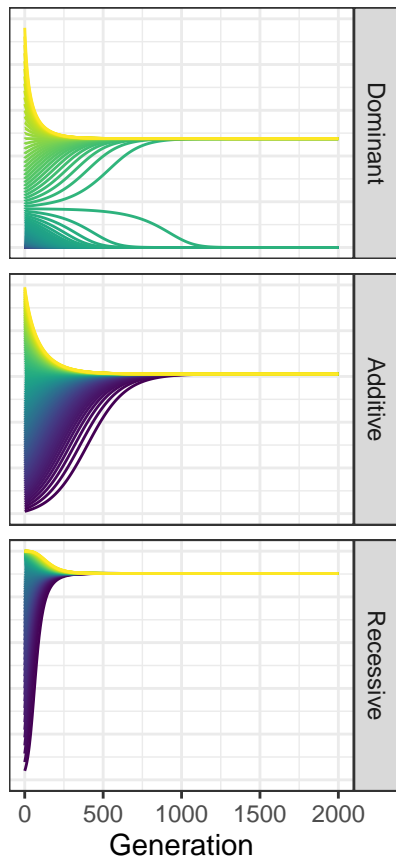 Dominant
Additive
Recessive
0 500 1000 1500 2000
Generation